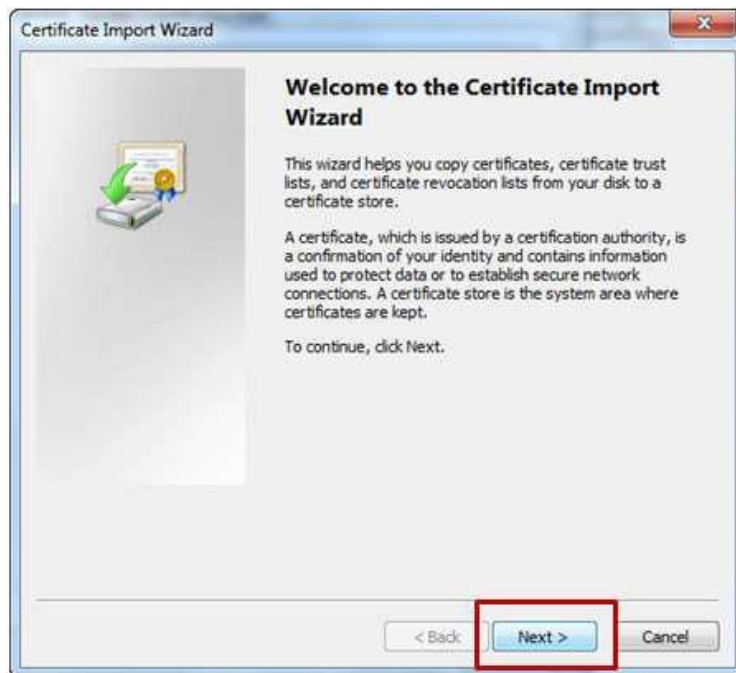 Certificate Import Wizard
Welcome to the Certificate Import
Wizard
This wizard helps you copy certificates, certificate trust
lists, and certificate revocation lists from your disk to a
certificate store.
A certificate, which is issued by a certification authority, is
a confirmation of your identity and contains information
used to protect data or to establish secure network
connections. A certificate store is the system area where
certificates are kept.
To continue, click Next.
< Back Next > Cancel